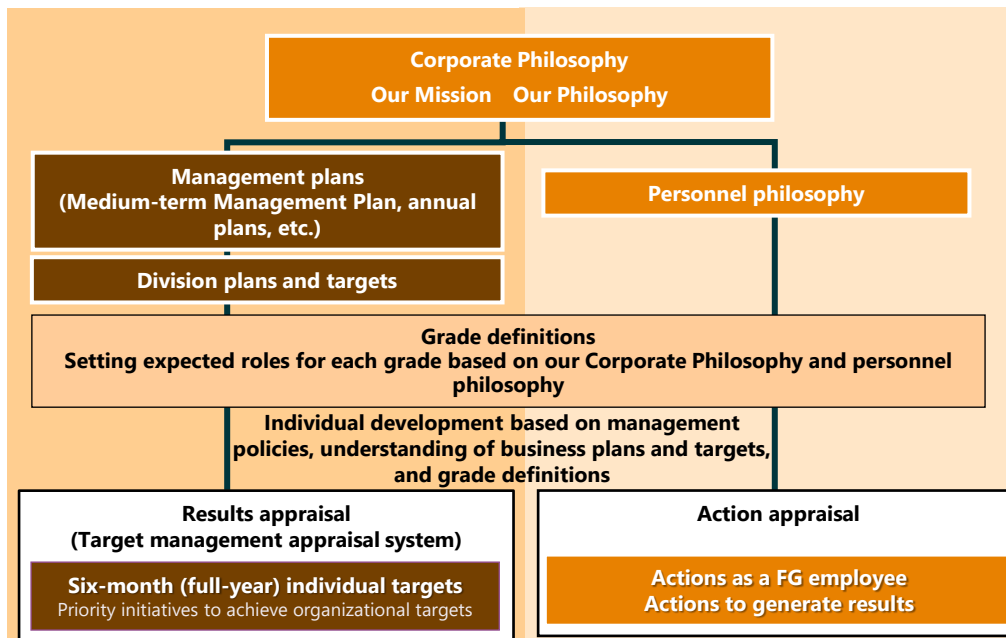 Corporate Philosophy
Our Mission Our Philosophy
Management plans
(Medium-term Management Plan, annual
plans, etc.)
Personnel philosophy
Division plans and targets
Grade definitions
Setting expected roles for each grade based on our Corporate Philosophy and personnel
philosophy
Individual development based on management
policies, understanding of business plans and targets,
and grade definitions
Results appraisal
(Target management appraisal system)
Six-month (full-year) individual targets
Priority initiatives to achieve organizational targets
Action appraisal
Actions as a FG employee
Actions to generate results